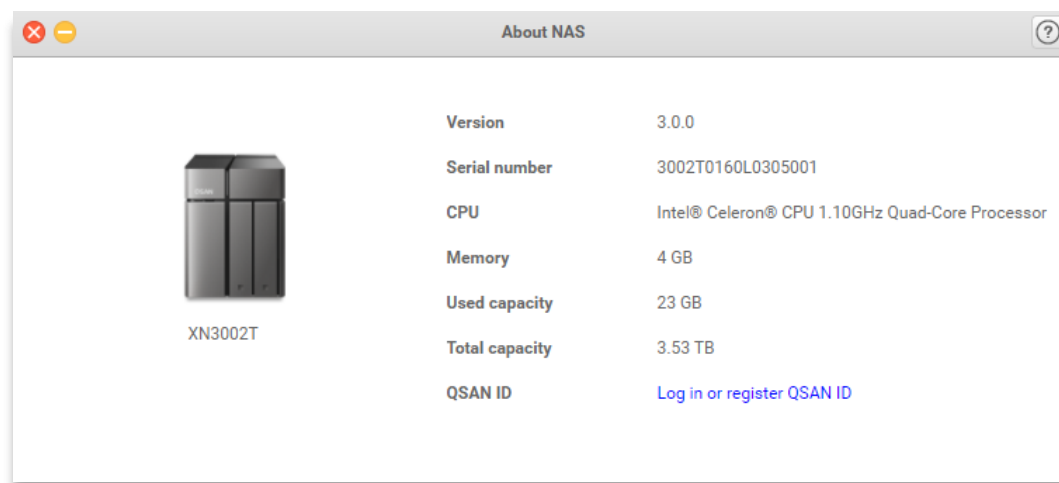 About NAS
?
QSAN
XN3002T
Version 3.0.0
Serial number 3002T0160L0305001
CPU Intel® Celeron® CPU 1.10GHz Quad-Core Processor
Memory 4 GB
Used capacity 23 GB
Total capacity 3.53 TB
QSAN ID Log in or register QSAN ID